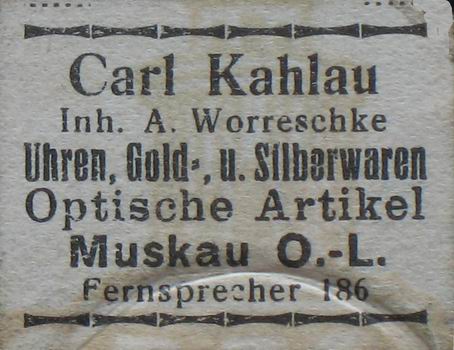 Carl Kahlau
Inh. A. Worreschke
Uhren, Gold-, u. Silberwaren
Optische Artikel
Muskau O.-L.
Fernsprecher 186